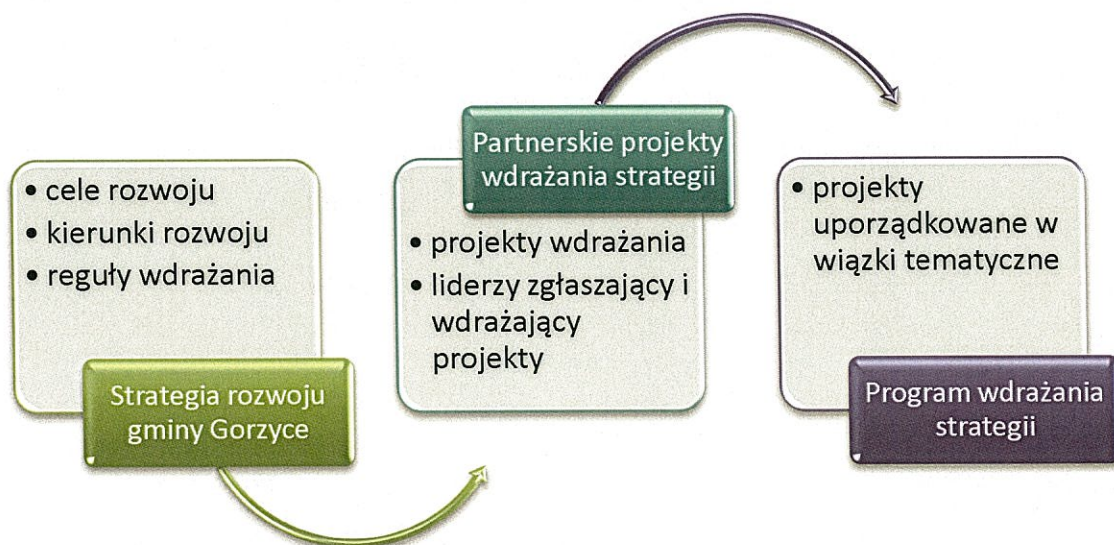 • cele rozwoju
• kierunki rozwoju
• reguły wdrażania
Strategia rozwoju
gminy Gorzyce
Partnerskie projekty
wdrażania strategii
• projekty wdrażania
• liderzy zgłaszający i
wdrażający
projekty
• projekty
uporządkowane w
wiązki tematyczne
Program wdrażania
strategii